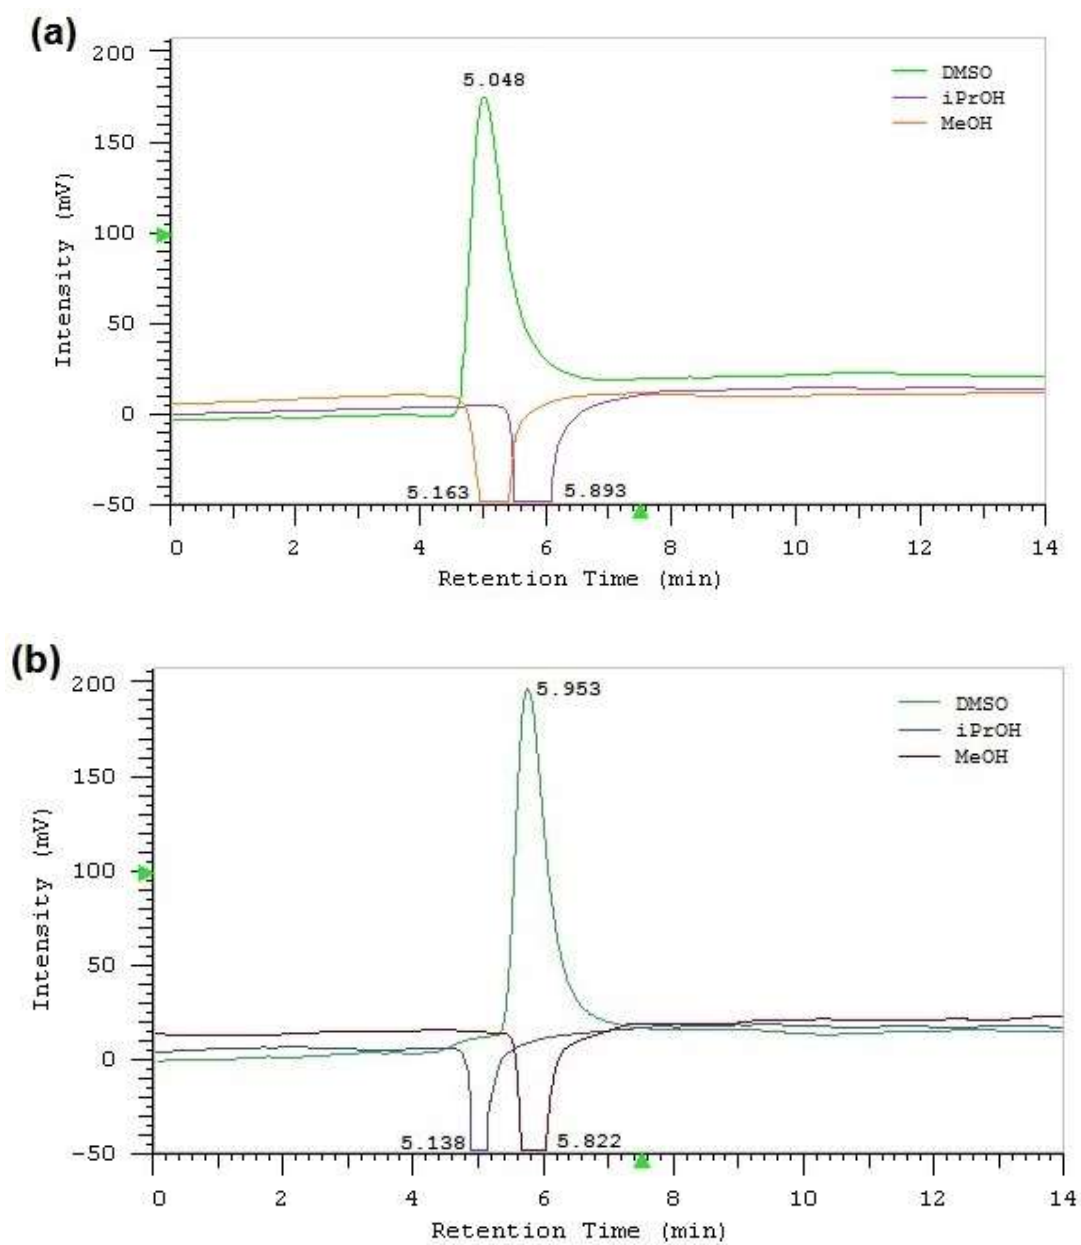 (a)
200
150
100
50
0
-50
Intensity (mV)
5.048
DMSO
iPrOH
MeOH
5.163
5.893
0 2 4 6 8 10 12 14
Retention Time (min)
(b)
200
150
100
50
0
-50
Intensity (mV)
5.953
DMSO
iPrOH
MeOH
5.138
5.822
0 2 4 6 8 10 12 14
Retention Time (min)